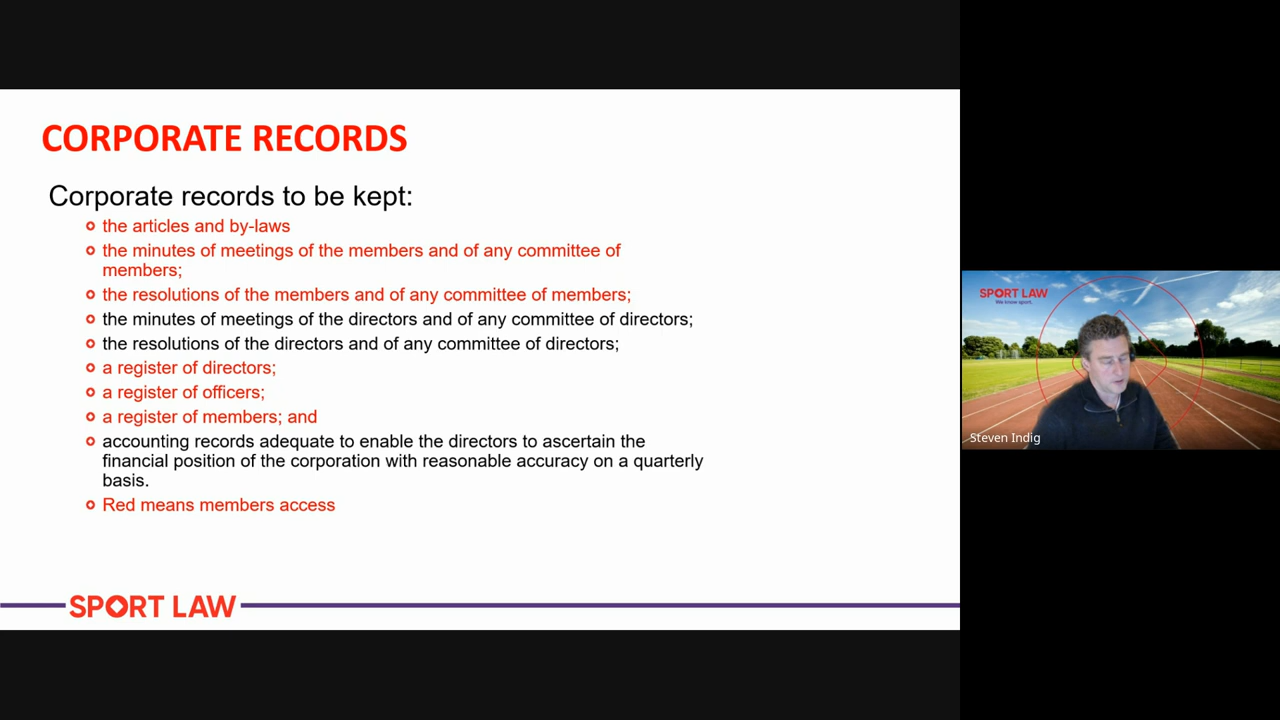 CORPORATE RECORDS
Corporate records to be kept:
the articles and by-laws
the minutes of meetings of the members and of any committee of
members;
the resolutions of the members and of any committee of members;
the minutes of meetings of the directors and of any committee of directors;
the resolutions of the directors and of any committee of directors;
a register of directors;
a register of officers;
a register of members; and
accounting records adequate to enable the directors to ascertain the
financial position of the corporation with reasonable accuracy on a quarterly
basis.
Red means members access
SPORT LAW
SPORT LAW
We know sport.
Steven Indig